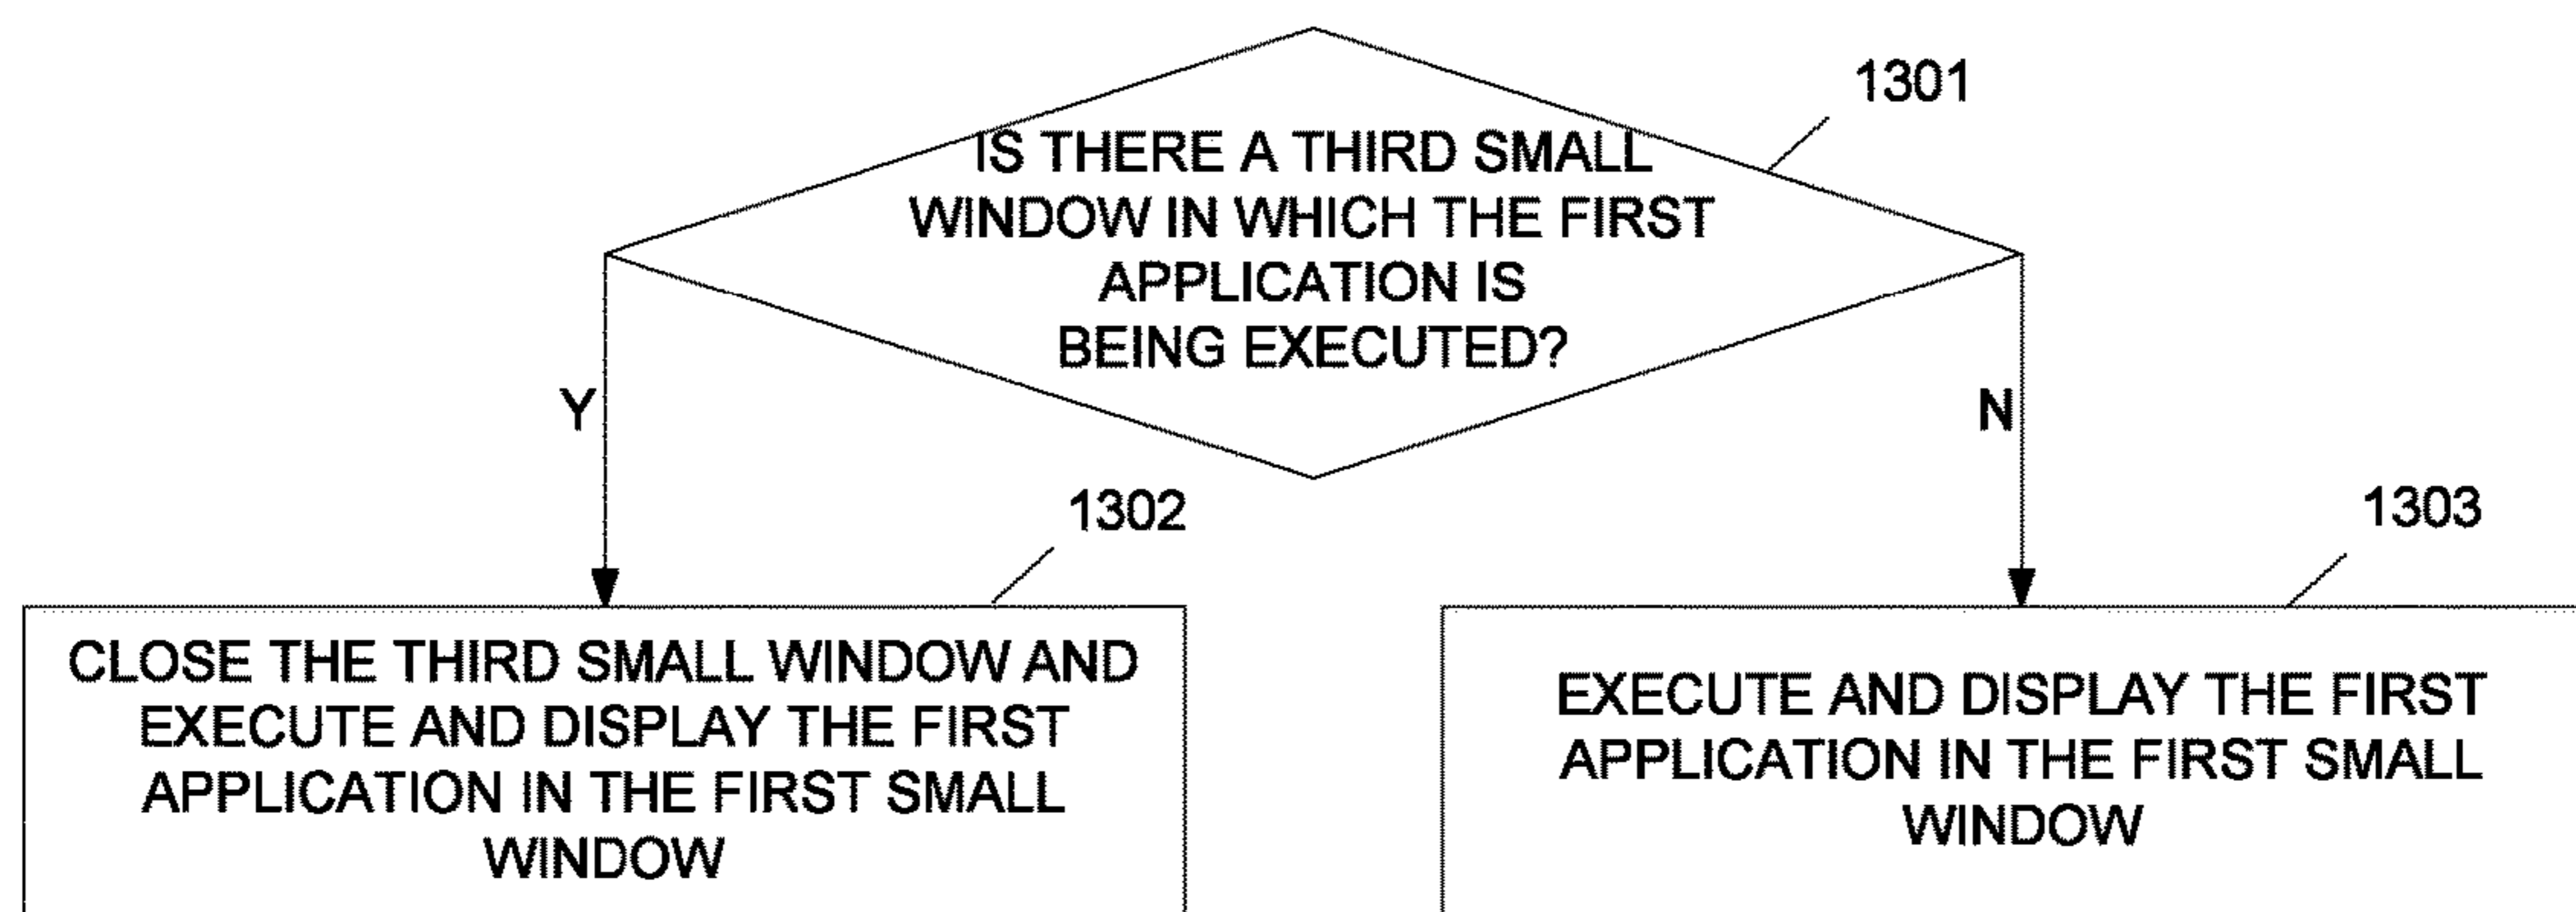 1301
IS THERE A THIRD SMALL
WINDOW IN WHICH THE FIRST
APPLICATION IS
BEING EXECUTED?
Y
N
1302
1303
CLOSE THE THIRD SMALL WINDOW AND
EXECUTE AND DISPLAY THE FIRST
APPLICATION IN THE FIRST SMALL
WINDOW
EXECUTE AND DISPLAY THE FIRST
APPLICATION IN THE FIRST SMALL
WINDOW